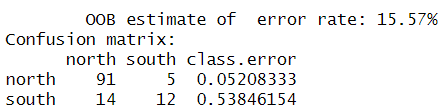 OOB estimate of  error rate: 15.57%
Confusion matrix:
north south class.error
north    91     5  0.05208333
south    14    12  0.53846154